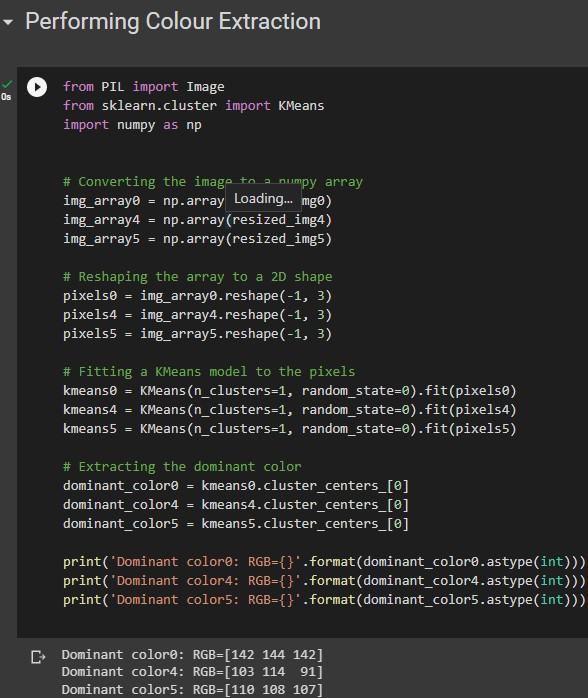 Performing Colour Extraction
0s
from PIL import Image
from sklearn.cluster import KMeans
import numpy as np
# Converting the image to a numpy array
img_array0 = np.array mg0)
Loading...
img_array4 = np.array(resized_img4)
img_array5 = np.array(resized_img5)
# Reshaping the array to a 2D shape
pixels0 = img_array0.reshape(-1, 3)
pixels4 = img_array4.reshape(-1, 3)
pixels5 = img_array5.reshape(-1, 3)
# Fitting a KMeans model to the pixels
kmeans0 = KMeans(n_clusters=1, random_state=0).fit(pixels0)
kmeans4 = KMeans(n_clusters=1, random_state=0).fit(pixels4)
kmeans5 = KMeans(n_clusters=1, random_state=0).fit(pixels5)
# Extracting the dominant color
dominant_color0 = kmeans0.cluster_centers_[0]
dominant_color4 = kmeans4.cluster_centers_[0]
dominant_color5 = kmeans5.cluster_centers_[0]
print('Dominant color0: RGB={}'.format(dominant_color0.astype(int)))
print('Dominant color4: RGB={}'.format(dominant_color4.astype(int)))
print('Dominant color5: RGB={}'.format(dominant_color5.astype(int)))
Dominant color0: RGB=[142 144 142]
Dominant color4: RGB=[103 114  91]
Dominant color5: RGB=[110 108 107]